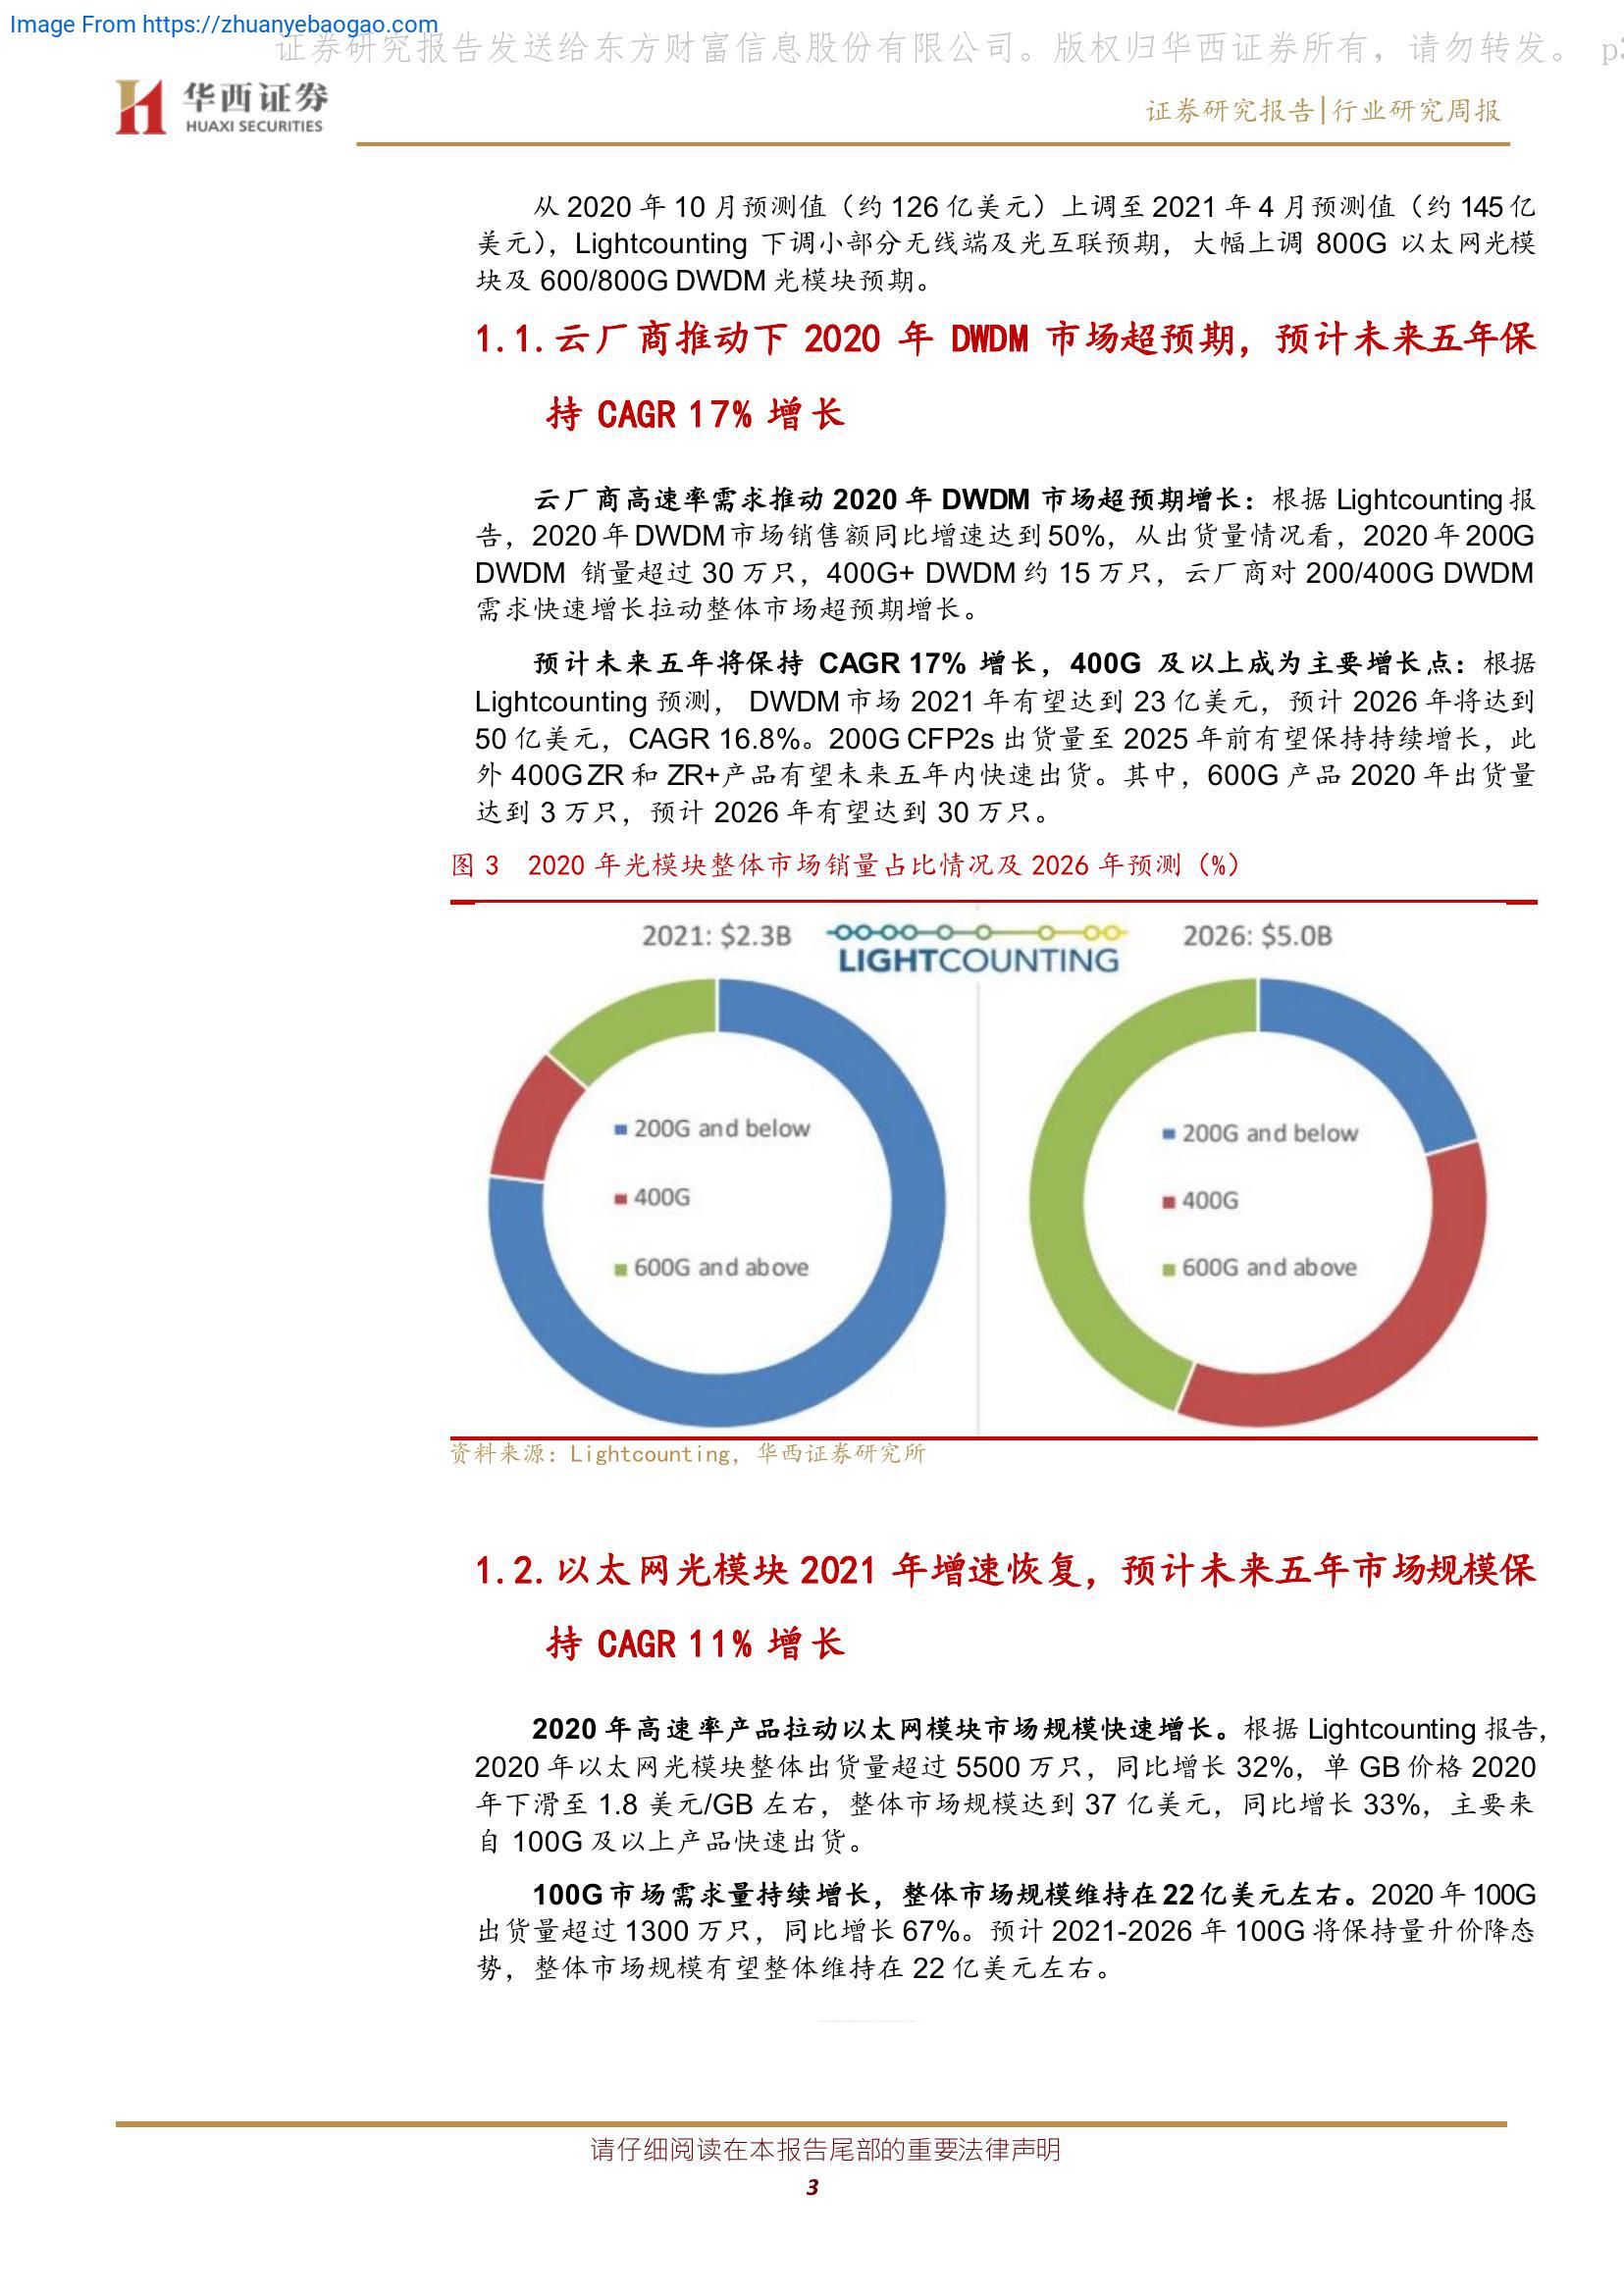 Image From https://zhuanyebaogao.com
证券研究报告发送给东方财富信息股份有限公司。版权归华西证券所有，请勿转发。 p3
华西证券
HUAXI SECURITIES
证券研究报告|行业研究周报
从 2020 年 10 月预测值（约 126 亿美元）上调至 2021 年 4 月预测值（约 145 亿
美元），Lightcounting 下调小部分无线端及光互联预期，大幅上调 800G 以太网光模
块及 600/800G DWDM 光模块预期。
1.1.云厂商推动下 2020 年 DWDM 市场超预期，预计未来五年保
持 CAGR 17% 增长
云厂商高速率需求推动 2020 年 DWDM 市场超预期增长：根据 Lightcounting 报
告，2020 年 DWDM 市场销售额同比增速达到 50%，从出货量情况看，2020 年 200G
DWDM 销量超过 30 万只，400G+ DWDM 约 15 万只，云厂商对 200/400G DWDM
需求快速增长拉动整体市场超预期增长。
预计未来五年将保持 CAGR 17% 增长，400G 及以上成为主要增长点：根据
Lightcounting 预测， DWDM 市场 2021 年有望达到 23 亿美元，预计 2026 年将达到
50 亿美元，CAGR 16.8%。200G CFP2s 出货量至 2025 年前有望保持持续增长，此
外 400G ZR 和 ZR+产品有望未来五年内快速出货。其中，600G 产品 2020 年出货量
达到 3 万只，预计 2026 年有望达到 30 万只。
图 3 2020 年光模块整体市场销量占比情况及 2026 年预测（%）
2021: $2.3B
LIGHTCOUNTING
2026: $5.0B
200G and below
400G
600G and above
200G and below
400G
600G and above
资料来源：Lightcounting，华西证券研究所
1.2.以太网光模块 2021 年增速恢复，预计未来五年市场规模保
持 CAGR 11% 增长
2020 年高速率产品拉动以太网模块市场规模快速增长。根据 Lightcounting 报告，
2020 年以太网光模块整体出货量超过 5500 万只，同比增长 32%，单 GB 价格 2020
年下滑至 1.8 美元/GB 左右，整体市场规模达到 37 亿美元，同比增长 33%，主要来
自 100G 及以上产品快速出货。
100G 市场需求量持续增长，整体市场规模维持在 22 亿美元左右。2020 年 100G
出货量超过 1300 万只，同比增长 67%。预计 2021-2026 年 100G 将保持量升价降态
势，整体市场规模有望整体维持在 22 亿美元左右。
请仔细阅读在本报告尾部的重要法律声明
3